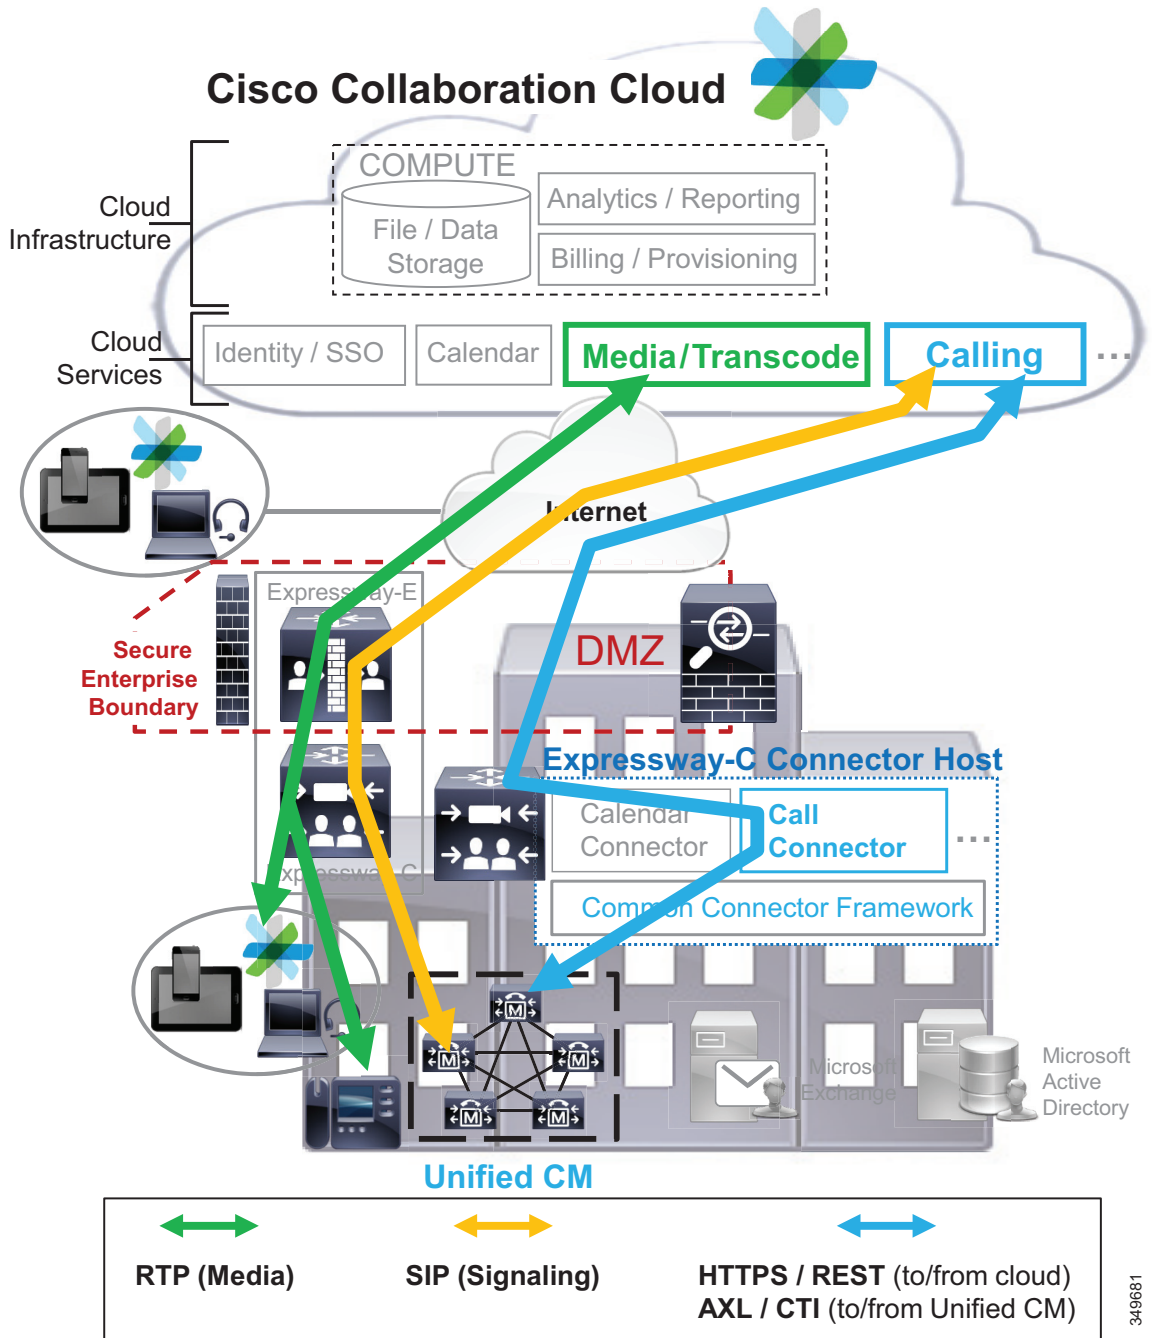 Cisco Collaboration Cloud
COMPUTE
Cloud
Infrastructure
File / Data
Storage
Analytics / Reporting
Billing / Provisioning
Cloud
Services
Identity / SSO
Calendar
Media/Transcode
Calling
...
Internet
Expressway-E
Secure
Enterprise
Boundary
DMZ
Expressway-C Connector Host
Calendar
Connector
Call
Connector
...
Expressway-C
Common Connector Framework
M
M
M
M
M
Microsoft
Exchange
Microsoft
Active
Directory
Unified CM
RTP (Media)
SIP (Signaling)
HTTPS / REST (to/from cloud)
AXL / CTI (to/from Unified CM)
349681